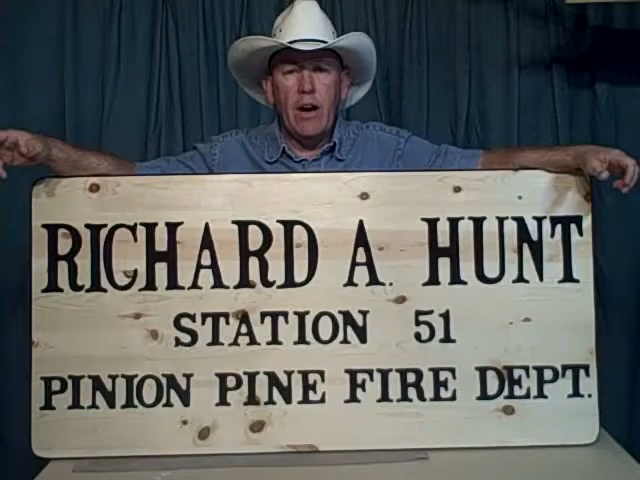 RICHARD A. HUNT
STATION 51
PINION PINE FIRE DEPT.